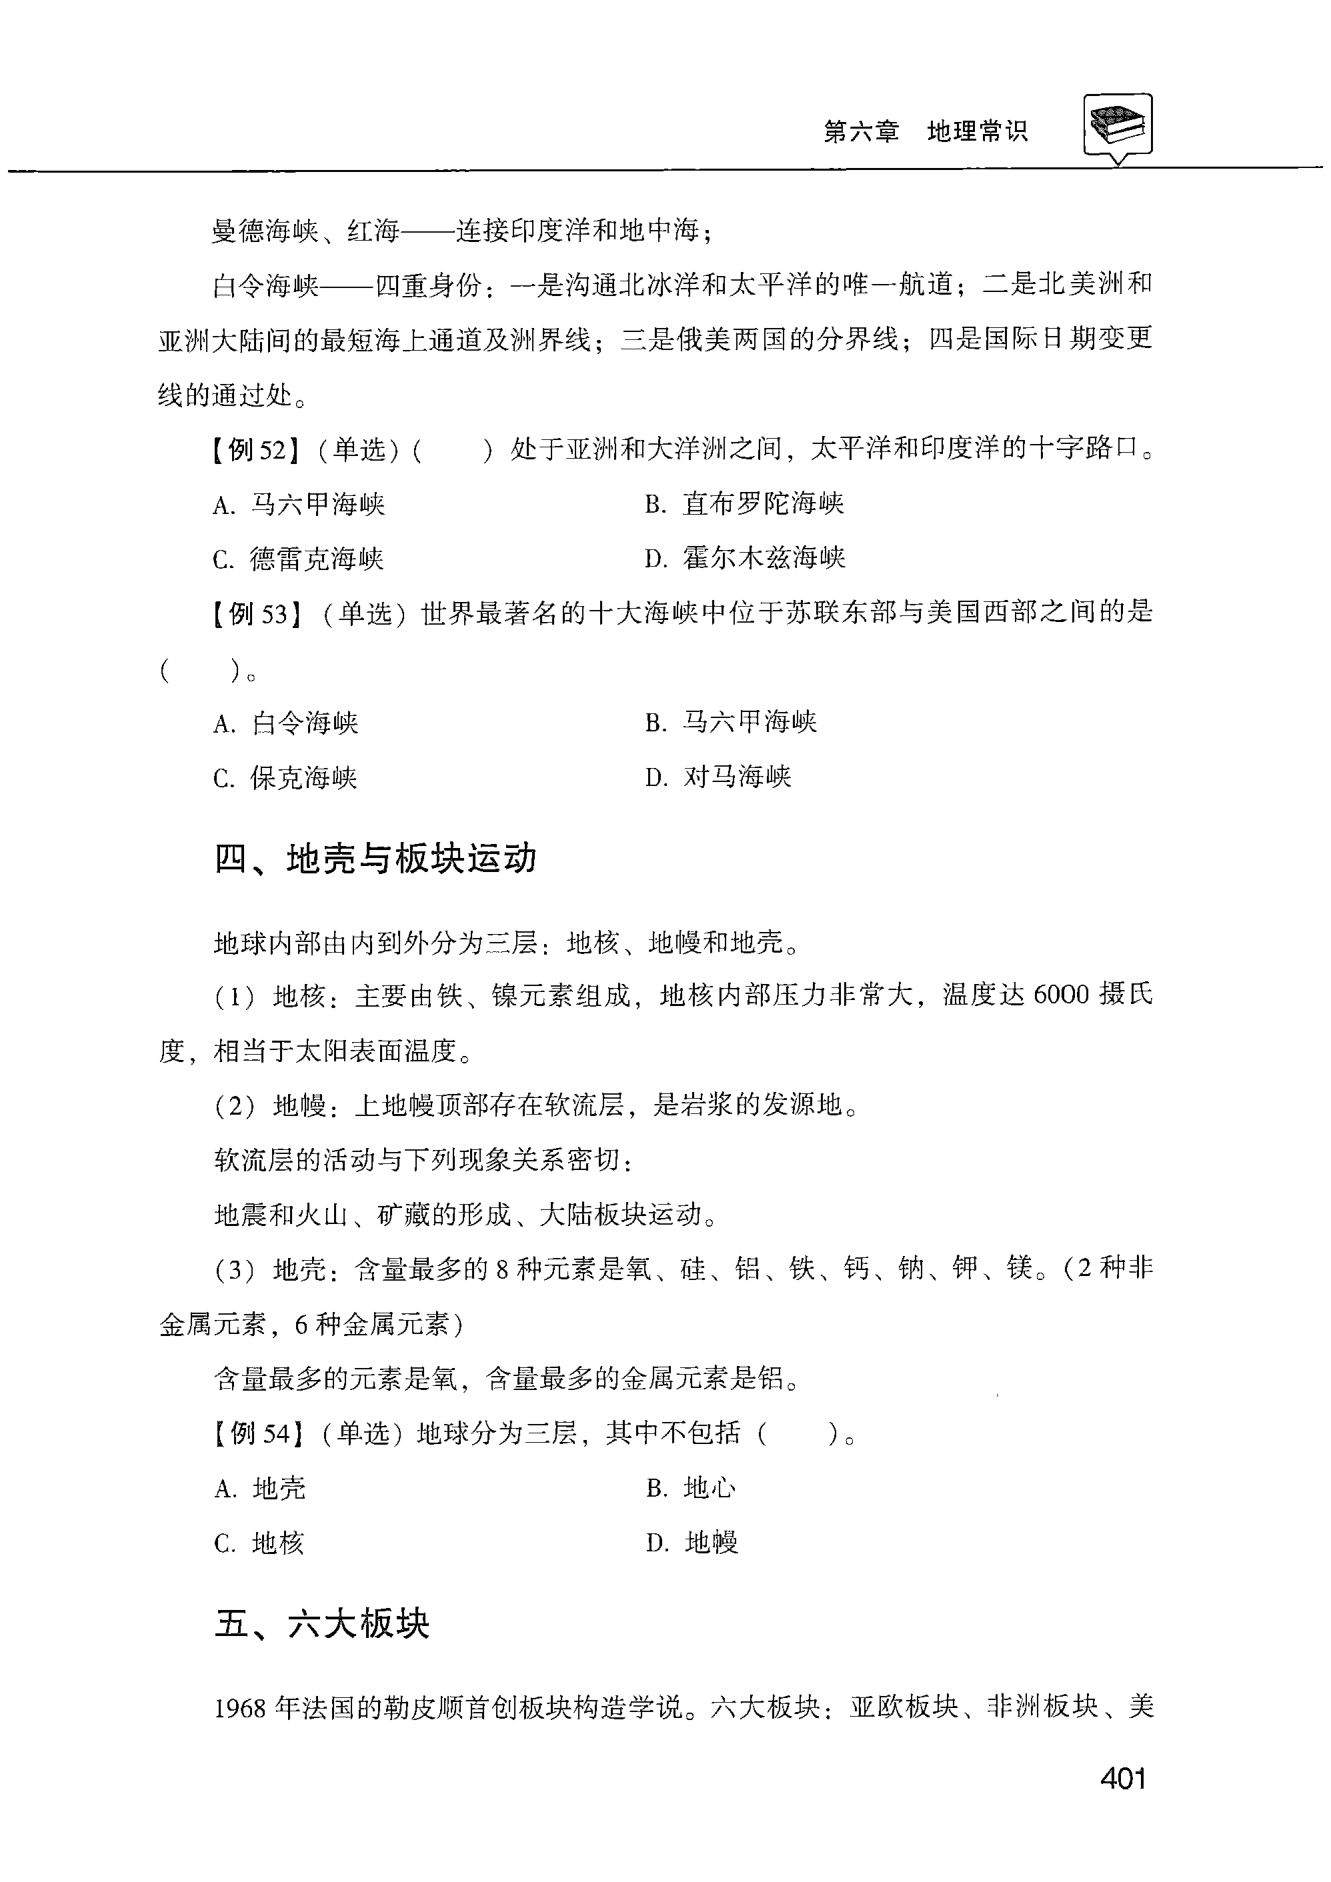 第六章 地理常识
曼德海峡、红海——连接印度洋和地中海；
白令海峡——四重身份：一是沟通北冰洋和太平洋的唯一航道；二是北美洲和
亚洲大陆间的最短海上通道及洲界线；三是俄美两国的分界线；四是国际日期变更
线的通过处。
【例 52】（单选）（　　）处于亚洲和大洋洲之间，太平洋和印度洋的十字路口。
A. 马六甲海峡　　B. 直布罗陀海峡
C. 德雷克海峡　　D. 霍尔木兹海峡
【例 53】（单选）世界最著名的十大海峡中位于苏联东部与美国西部之间的是
（　　）。
A. 白令海峡　　B. 马六甲海峡
C. 保克海峡　　D. 对马海峡
四、地壳与板块运动
地球内部由内到外分为三层：地核、地幔和地壳。
（1）地核：主要由铁、镍元素组成，地核内部压力非常大，温度达 6000 摄氏
度，相当于太阳表面温度。
（2）地幔：上地幔顶部存在软流层，是岩浆的发源地。
软流层的活动与下列现象关系密切：
地震和火山、矿藏的形成、大陆板块运动。
（3）地壳：含量最多的 8 种元素是氧、硅、铝、铁、钙、钠、钾、镁。（2 种非
金属元素，6 种金属元素）
含量最多的元素是氧，含量最多的金属元素是铝。
【例 54】（单选）地球分为三层，其中不包括（　　）。
A. 地壳　　B. 地心
C. 地核　　D. 地幔
五、六大板块
1968 年法国的勒皮顺首创板块构造学说。六大板块：亚欧板块、非洲板块、美
401